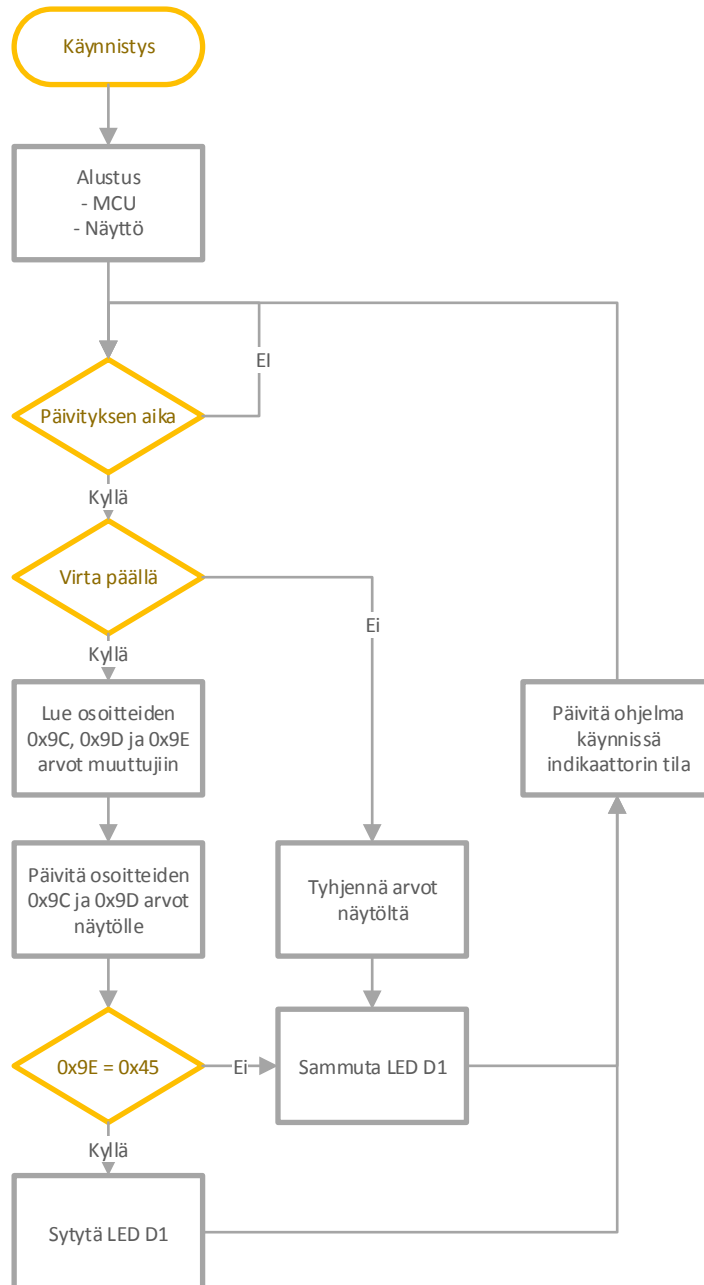 Käynnistys
Alustus
- MCU
- Näyttö
EI
Päivityksen aika
Kyllä
Virta päällä
Ei
Kyllä
Lue osoitteiden
0x9C, 0x9D ja 0x9E
arvot muuttujiin
Päivitä ohjelma
käynnissä
indikaattorin tila
Päivitä osoitteiden
0x9C ja 0x9D arvot
näytölle
Tyhjennä arvot
näytöltä
0x9E = 0x45
Ei
Sammuta LED D1
Kyllä
Sytytä LED D1